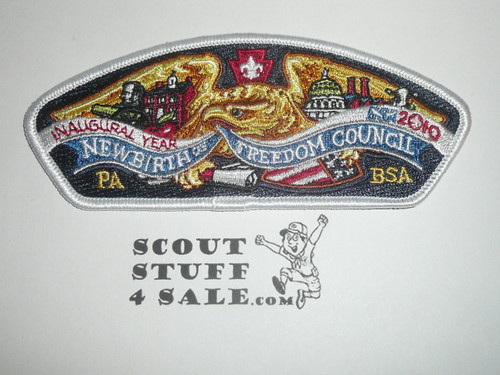 INAUGURAL YEAR
2010
NEW BIRTH OF FREEDOM COUNCIL
PA BSA
SCOUT
STUFF
4 SALE.com